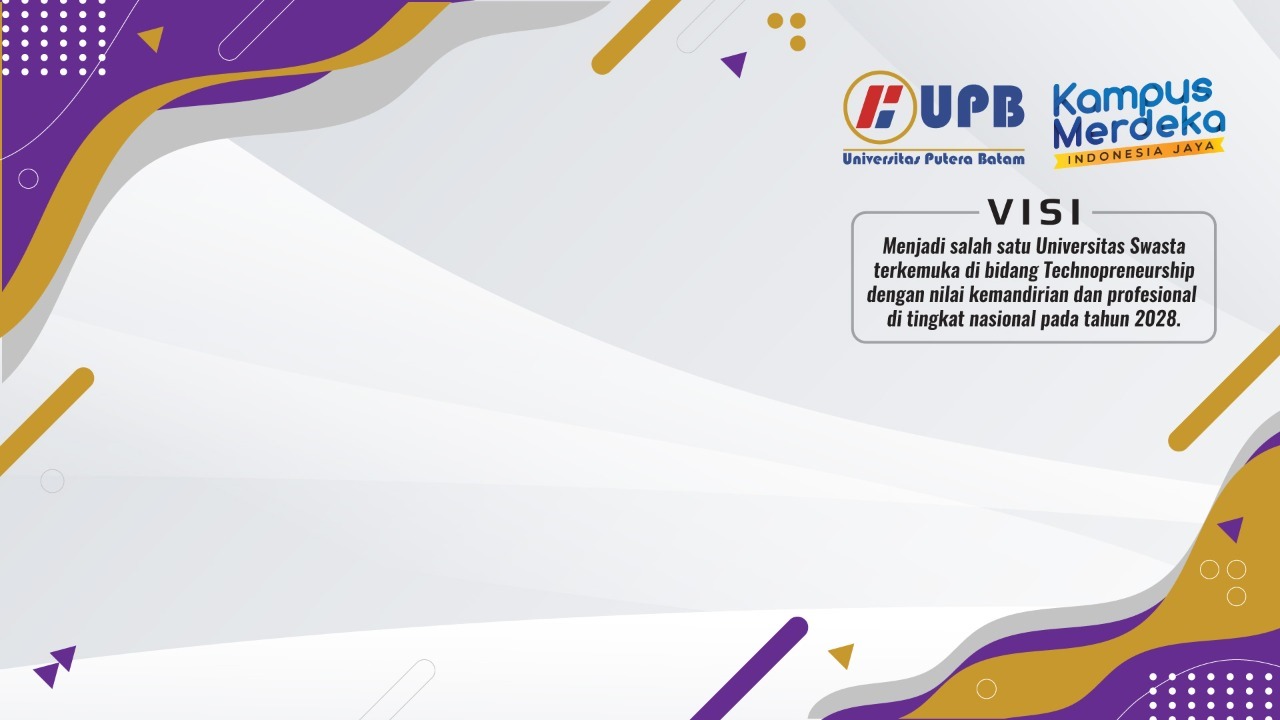 UPB
Universitas Putera Batam
Kampus
Merdeka
INDONESIA JAYA
VISI
Menjadi salah satu Universitas Swasta
terkemuka di bidang Technopreneurship
dengan nilai kemandirian dan profesional
di tingkat nasional pada tahun 2028.